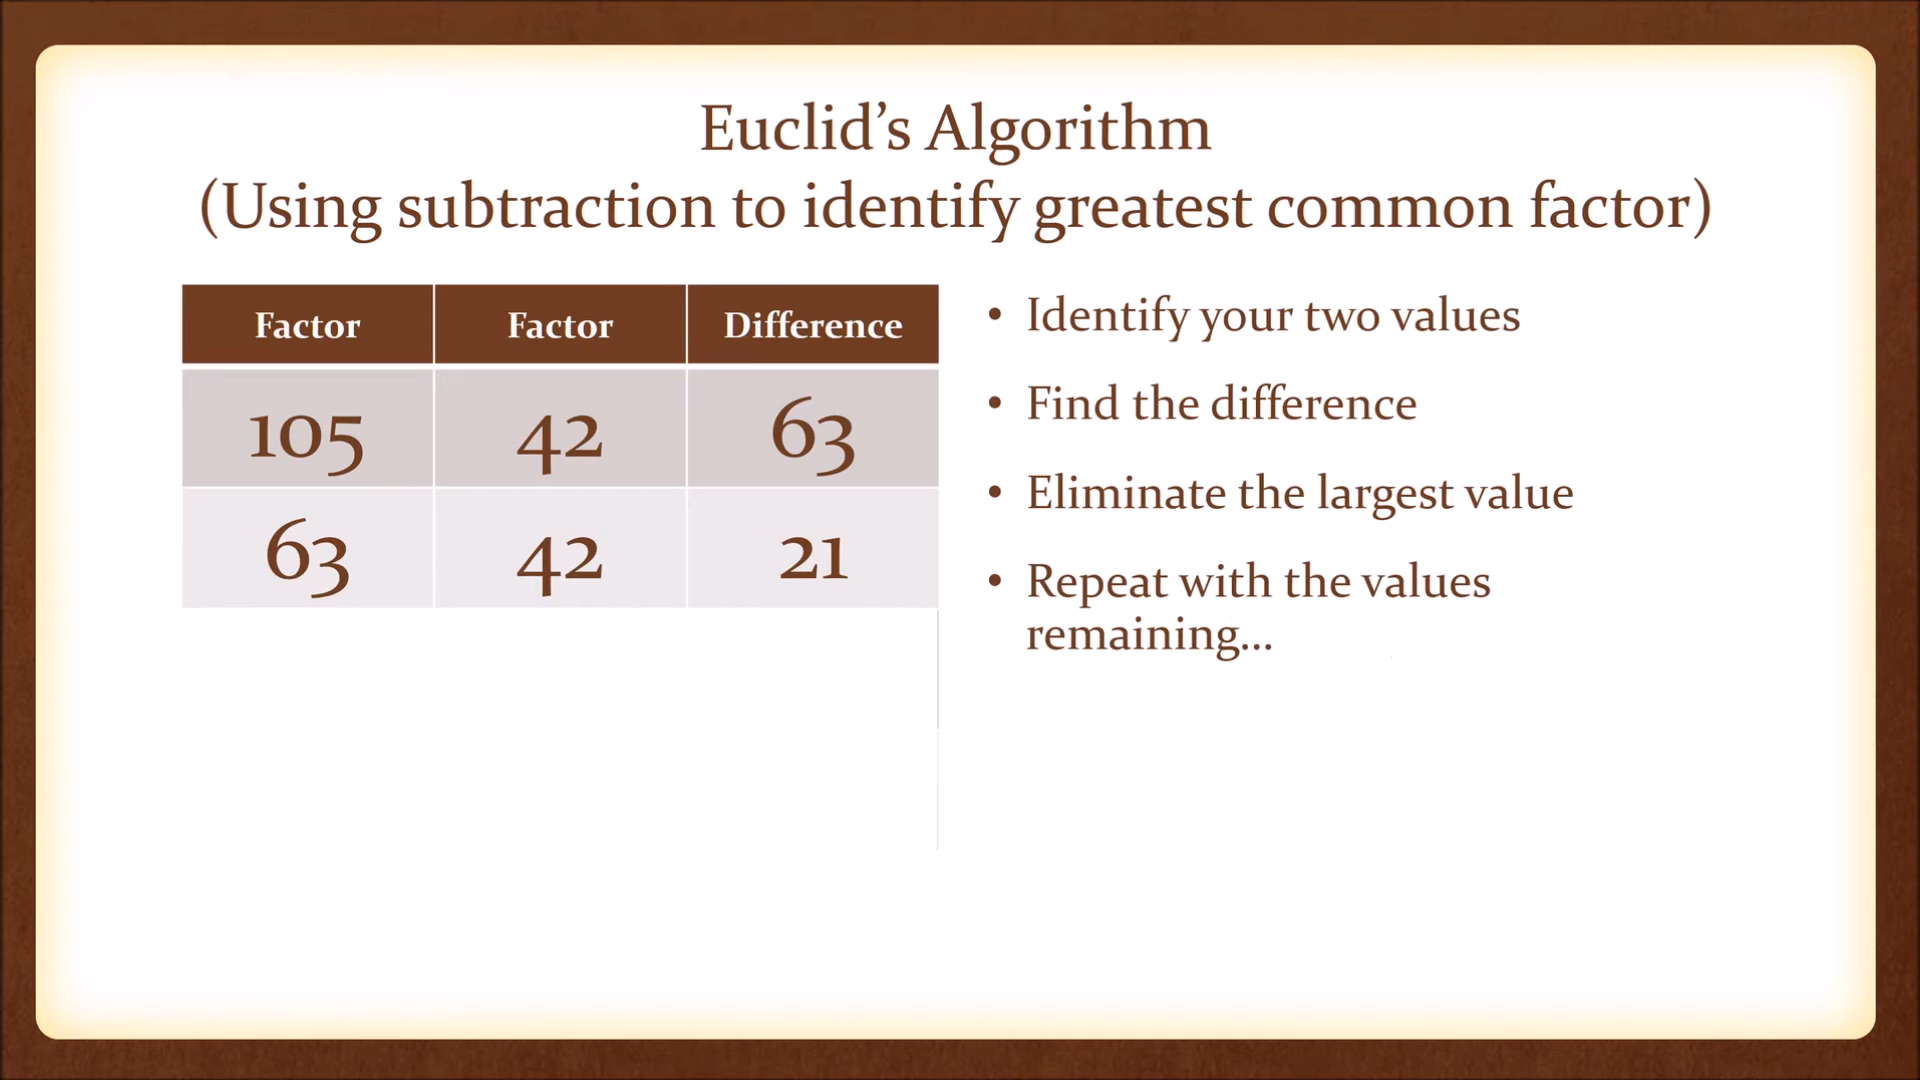 Euclid’s Algorithm
(Using subtraction to identify greatest common factor)
Factor Factor Difference
105 42 63
63 42 21
• Identify your two values
• Find the difference
• Eliminate the largest value
• Repeat with the values
remaining...